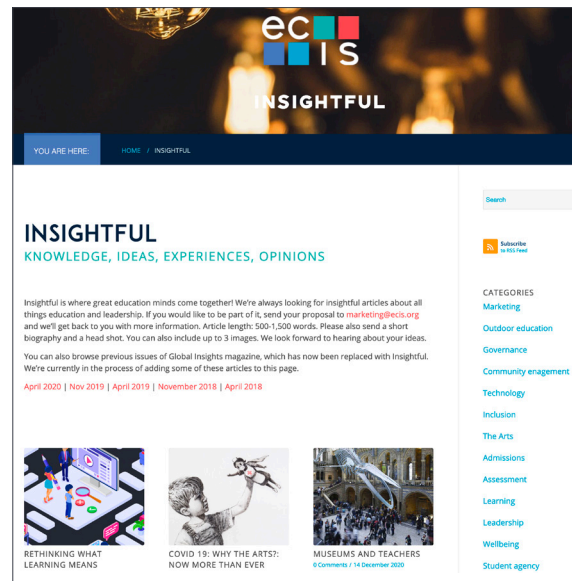 ec
IS
INSIGHTFUL
YOU ARE HERE:
HOME / INSIGHTFUL
INSIGHTFUL
KNOWLEDGE, IDEAS, EXPERIENCES, OPINIONS
Insightful is where great education minds come together! We're always looking for insightful articles about all
things education and leadership. If you would like to be part of it, send your proposal to marketing@ecis.org
and we'll get back to you with more information. Article length: 500-1,500 words. Please also send a short
biography and a head shot. You can also include up to 3 images. We look forward to hearing about your ideas.
You can also browse previous issues of Global Insights magazine, which has now been replaced with Insightful.
We're currently in the process of adding some of these articles to this page.
April 2020 | Nov 2019 | April 2019 | November 2018 | April 2018
RETHINKING WHAT
LEARNING MEANS
COVID 19: WHY THE ARTS?:
NOW MORE THAN EVER
MUSEUMS AND TEACHERS
0 Comments / 14 December 2020
Search
Subscribe
to RSS Feed
CATEGORIES
Marketing
Outdoor education
Governance
Community enagement
Technology
Inclusion
The Arts
Admissions
Assessment
Learning
Leadership
Wellbeing
Student agency